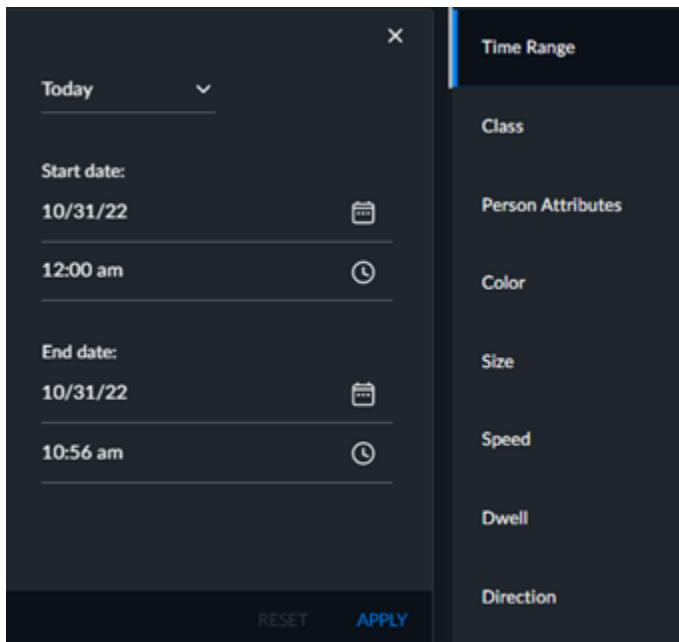 Today
Start date:
10/31/22
12:00 am
End date:
10/31/22
10:56 am
RESET
APPLY
Time Range
Class
Person Attributes
Color
Size
Speed
Dwell
Direction